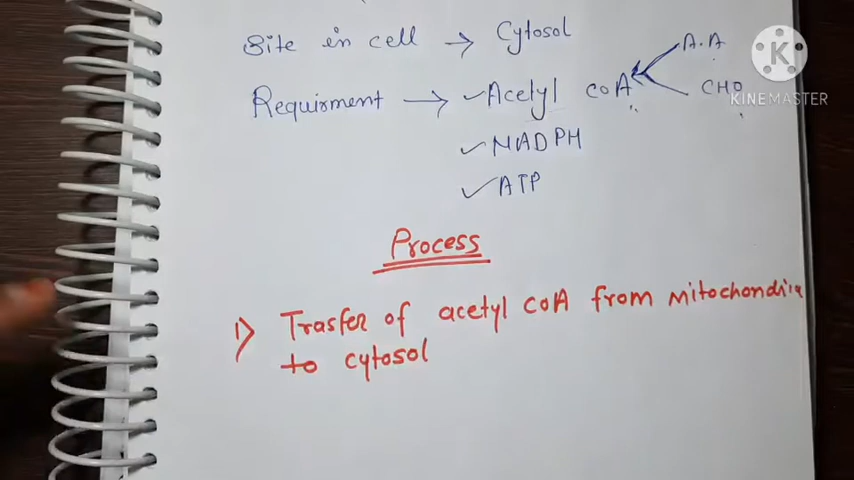 Site in cell → Cytosol
Requirment → ✓ Acetyl coA
A.A
CHO
✓ NADPH
✓ ATP
Process
1) Trasfer of acetyl coA from mitochondria
to cytosol
K
KINEMASTER